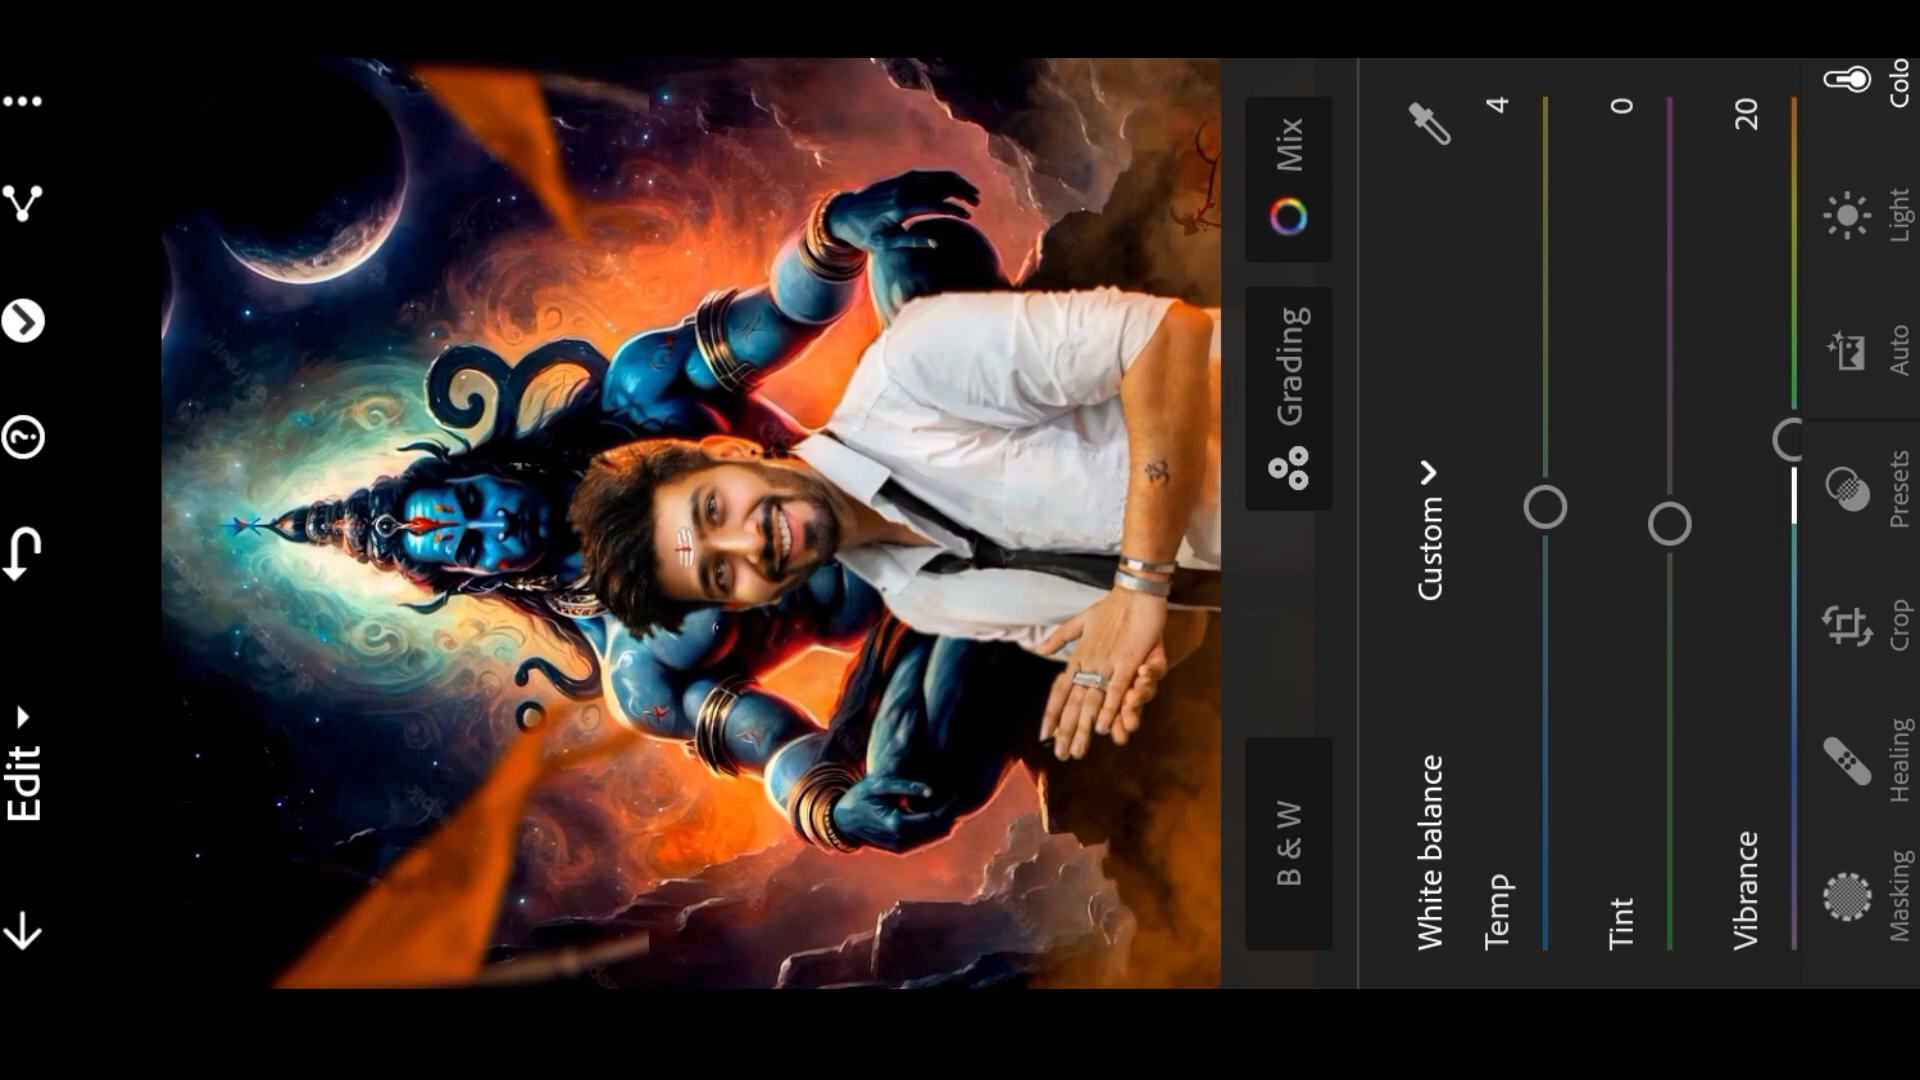 Edit
B & W
Grading
Mix
White balance
Custom
Temp
4
Tint
0
Vibrance
20
Masking
Healing
Crop
Presets
Auto
Light
Colo
ॐ